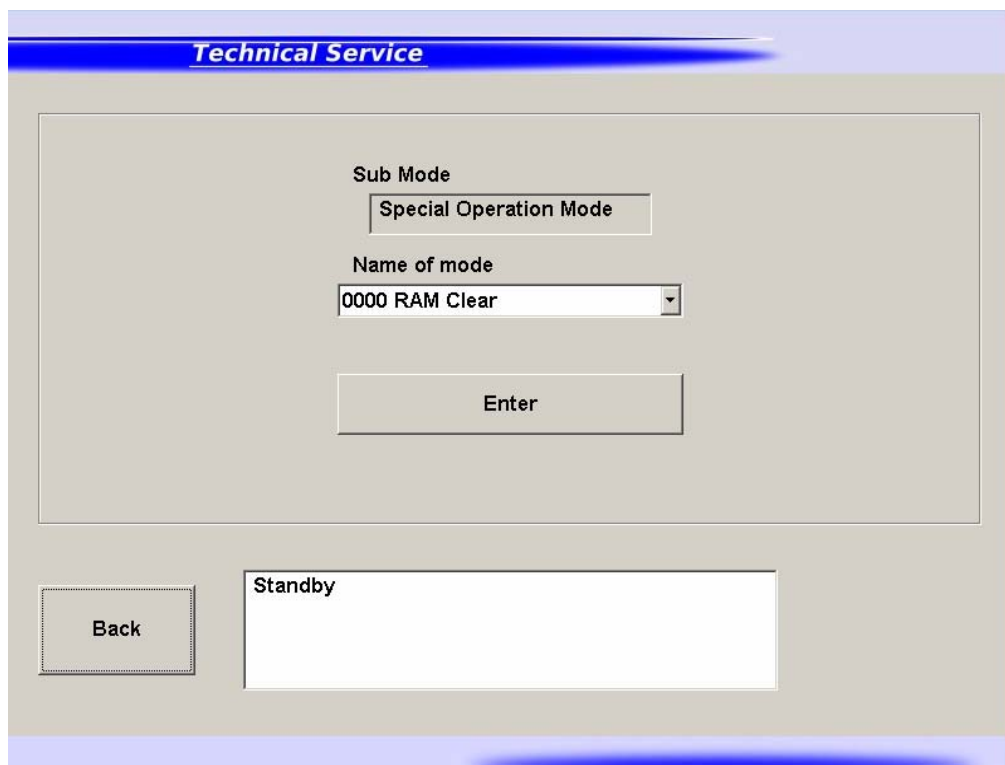 Technical Service
Sub Mode
Special Operation Mode
Name of mode
0000 RAM Clear
Enter
Back
Standby